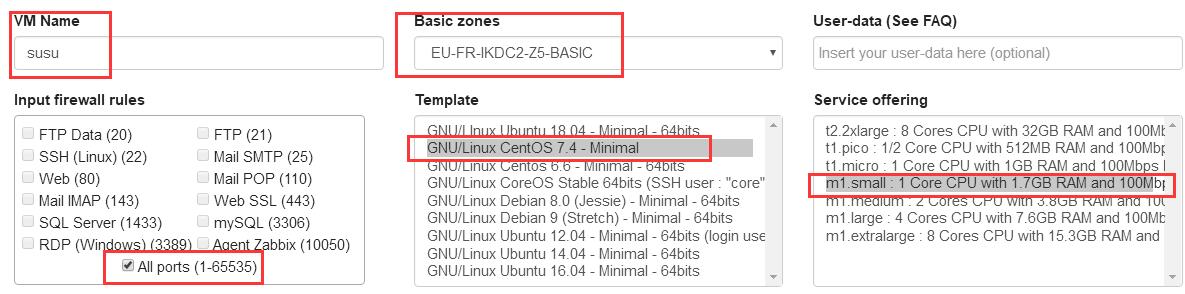 VM Name
susu
Basic zones
EU-FR-IKDC2-Z5-BASIC
User-data (See FAQ)
Insert your user-data here (optional)
Input firewall rules
FTP Data (20)
FTP (21)
SSH (Linux) (22)
Mail SMTP (25)
Web (80)
Mail POP (110)
Mail IMAP (143)
Web SSL (443)
SQL Server (1433)
mySQL (3306)
RDP (Windows) (3389)
Agent Zabbix (10050)
All ports (1-65535)
Template
GNU/Linux Ubuntu 18.04 - Minimal - 64bits
GNU/Linux CentOS 7.4 - Minimal
GNU/Linux Centos 6.6 - Minimal - 64bits
GNU/Linux CoreOS Stable 64bits (SSH user : "core"
GNU/Linux Debian 8.0 (Jessie) - Minimal - 64bits
GNU/Linux Debian 9 (Stretch) - Minimal - 64bits
GNU/Linux Ubuntu 12.04 - Minimal - 64bits (login use
GNU/Linux Ubuntu 14.04 - Minimal - 64bits
GNU/Linux Ubuntu 16.04 - Minimal - 64bits
Service offering
t2.2xlarge : 8 Cores CPU with 32GB RAM and 100Mb
t1.pico : 1/2 Core CPU with 512MB RAM and 100Mbp
t1.micro : 1 Core CPU with 1GB RAM and 100Mbps
m1.small : 1 Core CPU with 1.7GB RAM and 100Mbp
m1.medium : 2 Cores CPU with 3.8GB RAM and 100
m1.large : 4 Cores CPU with 7.6GB RAM and 100Mb
m1.extralarge : 8 Cores CPU with 15.3GB RAM and